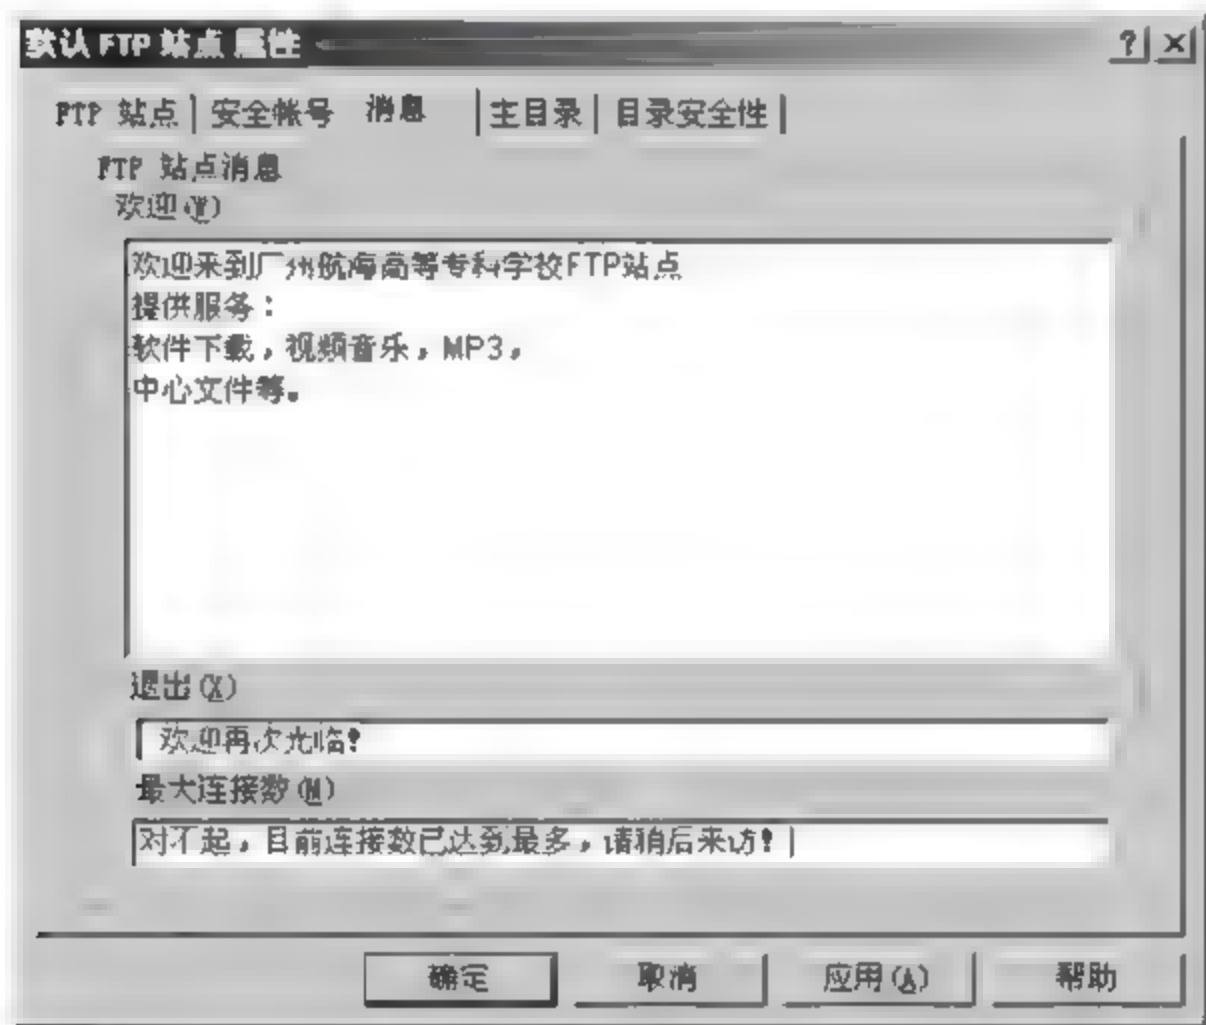 默认 FTP 站点 属性 ? ×
FTP 站点 安全帐号 消息 主目录 目录安全性
FTP 站点消息
欢迎(W)
欢迎来到广州航海高等专科学校FTP站点
提供服务：
软件下载，视频音乐，MP3，
中心文件等。
退出(X)
欢迎再次光临！
最大连接数(M)
对不起，目前连接数已达到最多，请稍后来访！
确定 取消 应用(A) 帮助